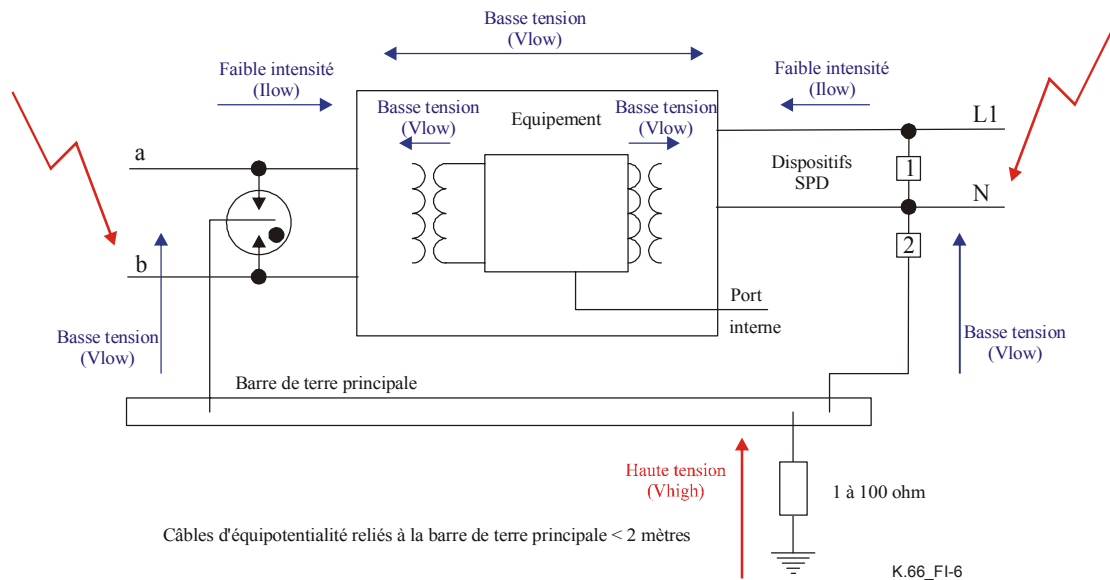 Basse tension
(Vlow)
Faible intensité
(Ilow)
Faible intensité
(Ilow)
Basse tension
(Vlow)
Equipement
Basse tension
(Vlow)
L1
a
Dispositifs
SPD
1
N
2
b
Port
interne
Basse tension
(Vlow)
Basse tension
(Vlow)
Barre de terre principale
Haute tension
(Vhigh)
1 à 100 ohm
Câbles d'équipotentialité reliés à la barre de terre principale < 2 mètres
K.66_FI-6